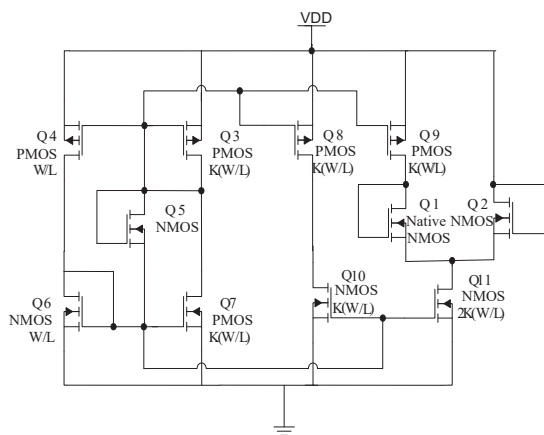 VDD
Q4
PMOS
W/L
Q3
PMOS
K(W/L)
Q8
PMOS
K(W/L)
Q9
PMOS
K(WL)
Q5
NMOS
Q1
Native
NMOS
Q2
NMOS
Q6
NMOS
W/L
Q7
PMOS
K(W/L)
Q10
NMOS
K(W/L)
Q11
NMOS
2K(W/L)